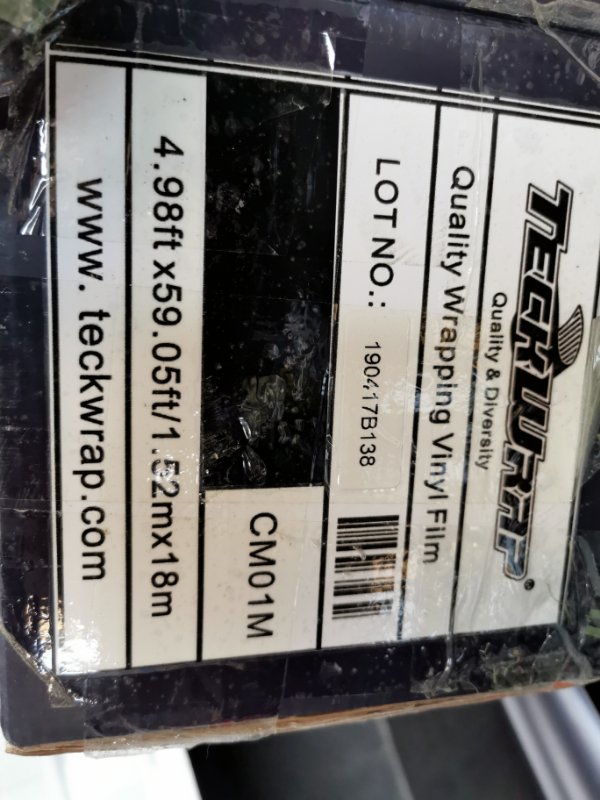 TECKWRAP®
Quality & Diversity
Quality Wrapping Vinyl Film
LOT NO.: 190417B138
CM01M
4.98ft x59.05ft/1.52mx18m
www. teckwrap.com